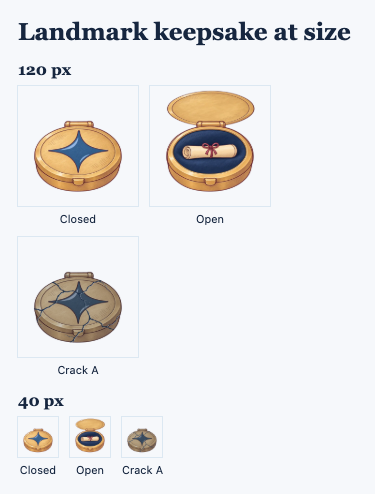 Landmark keepsake at size
120 px
Closed
Open
Crack A
40 px
Closed
Open
Crack A